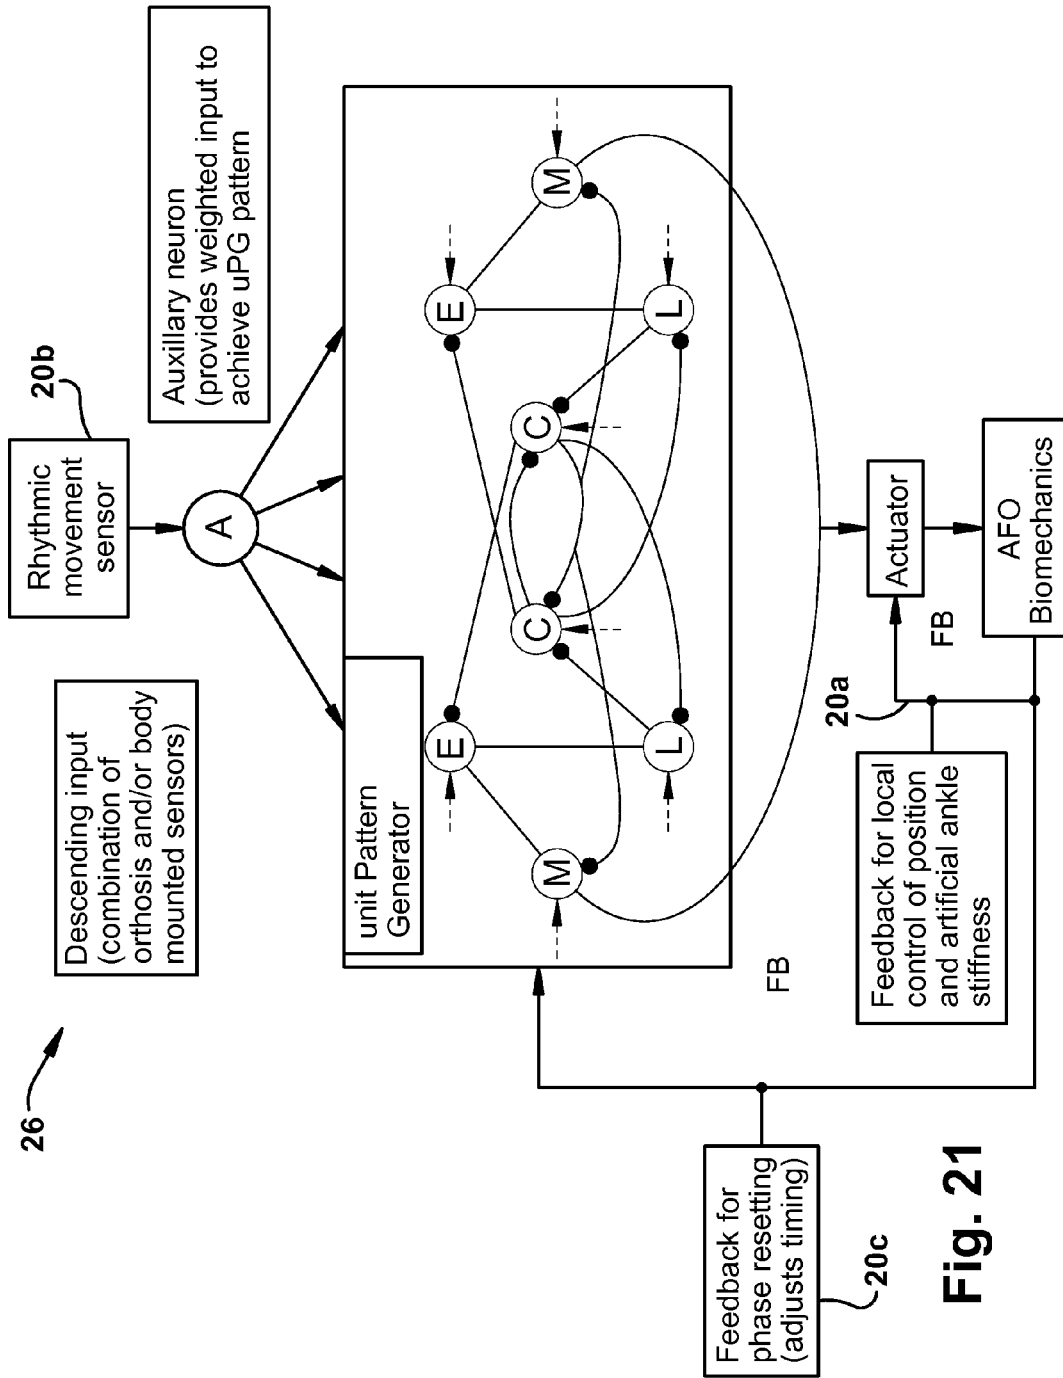 26
Descending input
(combination of
orthosis and/or body
mounted sensors)
Rhythmic
movement
sensor
20b
A
Auxillary neuron
(provides weighted input to
achieve uPG pattern
unit Pattern
Generator
E
E
M
C
C
M
L
L
FB
Feedback for
phase resetting
(adjusts timing)
20c
Feedback for local
control of position
and artificial ankle
stiffness
20a
FB
Actuator
AFO
Biomechanics
Fig. 21